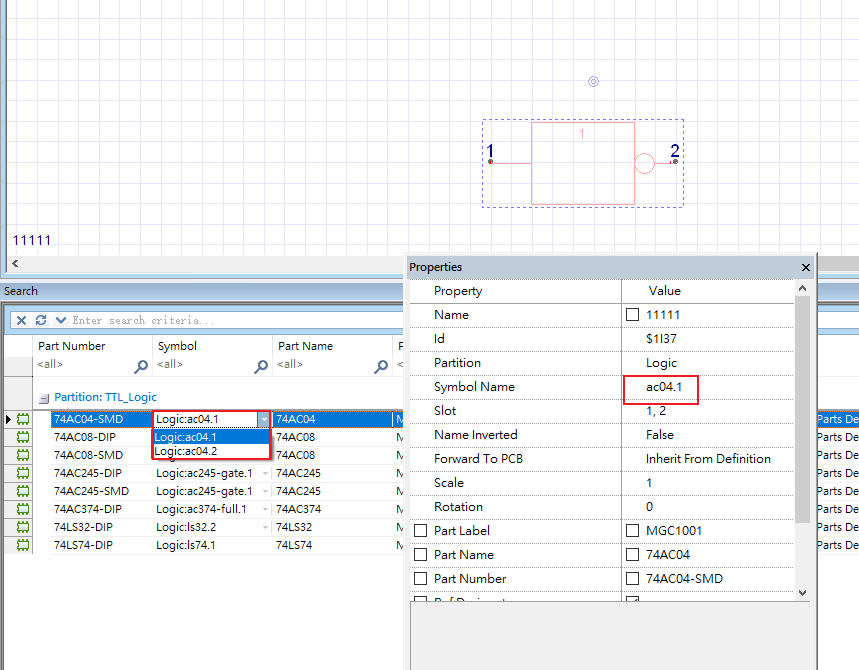 1
1
2
11111
Properties
Property Value
Name 11111
Id $1I37
Partition Logic
Symbol Name ac04.1
Slot 1, 2
Name Inverted False
Forward To PCB Inherit From Definition
Scale 1
Rotation 0
Part Label MGC1001
Part Name 74AC04
Part Number 74AC04-SMD
Search
Enter search criteria...
Part Number Symbol Part Name
<all> <all> <all>
Partition: TTL_Logic
74AC04-SMD Logic:ac04.1 74AC04 Parts De
Logic:ac04.1
Logic:ac04.2
74AC08-DIP 74AC08 Parts De
74AC08-SMD 74AC08 Parts De
74AC245-DIP Logic:ac245-gate.1 74AC245 Parts De
74AC245-SMD Logic:ac245-gate.1 74AC245 Parts De
74AC374-DIP Logic:ac374-full.1 74AC374 Parts De
74LS32-DIP Logic:ls32.2 74LS32 Parts De
74LS74-DIP Logic:ls74.1 74LS74 Parts De